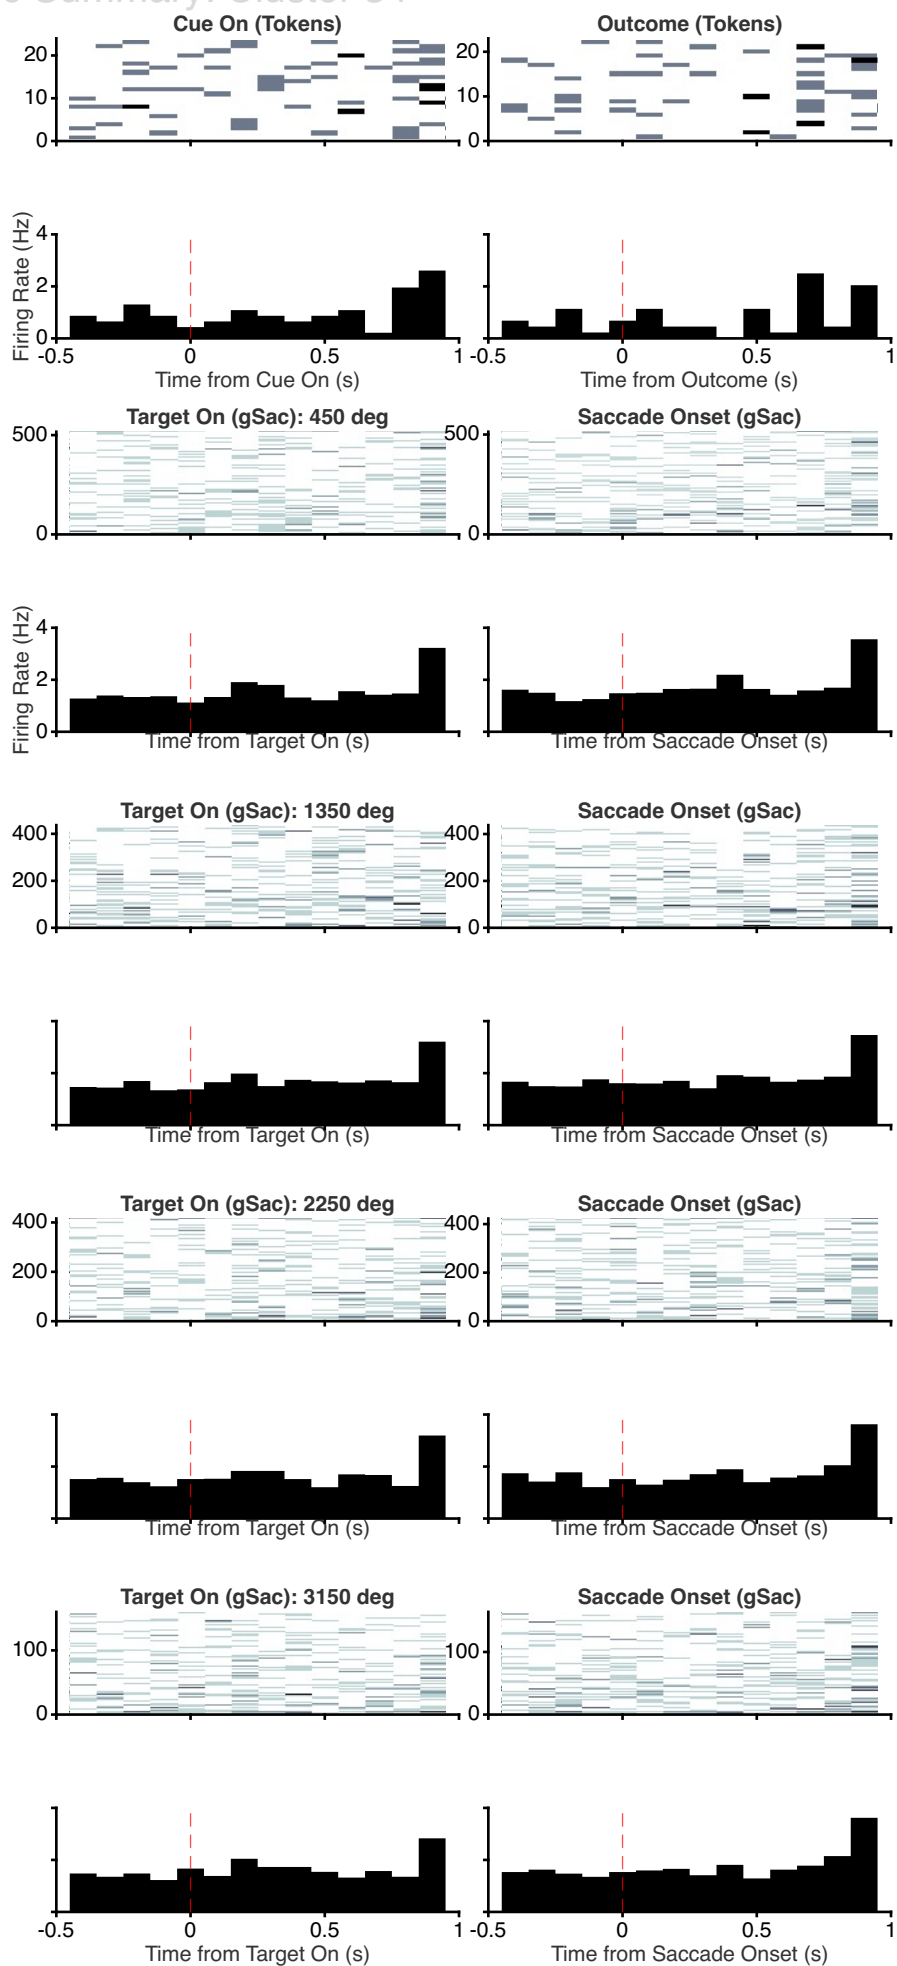 Summary: Cluster
Cue On (Tokens)
Outcome (Tokens)
20
10
0
20
10
0
Firing Rate (Hz)
4
2
0
-0.5 0 0.5 1
-0.5 0 0.5 1
Time from Cue On (s)
Time from Outcome (s)
Target On (gSac): 450 deg
Saccade Onset (gSac)
500
0
500
0
Firing Rate (Hz)
4
2
0
Time from Target On (s)
Time from Saccade Onset (s)
Target On (gSac): 1350 deg
Saccade Onset (gSac)
400
200
0
400
200
0
Time from Target On (s)
Time from Saccade Onset (s)
Target On (gSac): 2250 deg
Saccade Onset (gSac)
400
200
0
400
200
0
Time from Target On (s)
Time from Saccade Onset (s)
Target On (gSac): 3150 deg
Saccade Onset (gSac)
100
0
100
0
-0.5 0 0.5 1
-0.5 0 0.5 1
Time from Target On (s)
Time from Saccade Onset (s)